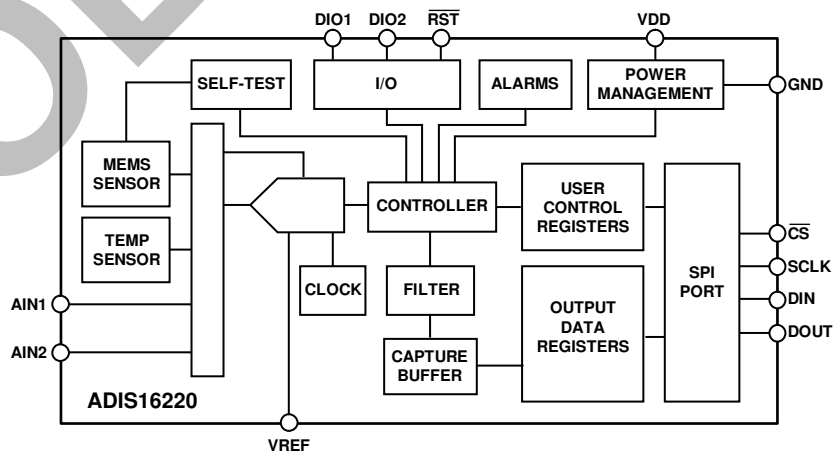 DIO1 DIO2 RST VDD
SELF-TEST
I/O
ALARMS
POWER
MANAGEMENT
GND
MEMS
SENSOR
TEMP
SENSOR
AIN1
AIN2
CONTROLLER
CLOCK
FILTER
CAPTURE
BUFFER
USER
CONTROL
REGISTERS
OUTPUT
DATA
REGISTERS
SPI
PORT
CS
SCLK
DIN
DOUT
ADIS16220
VREF